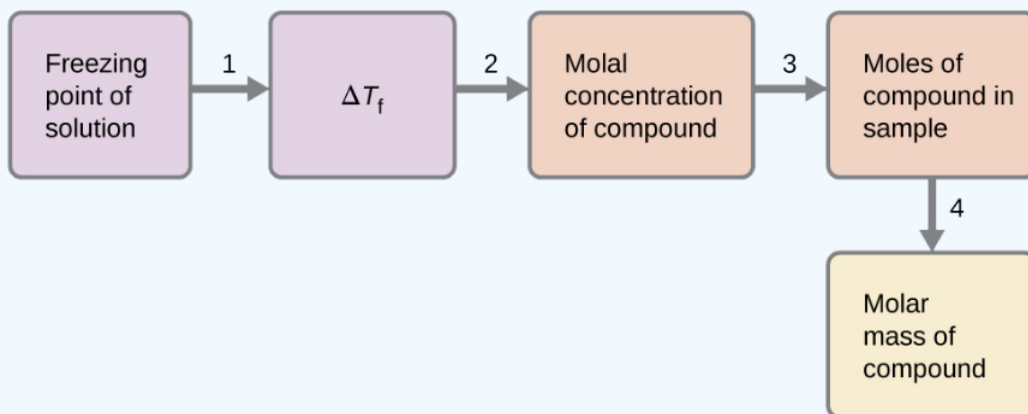 Freezing
point of
solution
1
ΔTf
2
Molal
concentration
of compound
3
Moles of
compound in
sample
4
Molar
mass of
compound